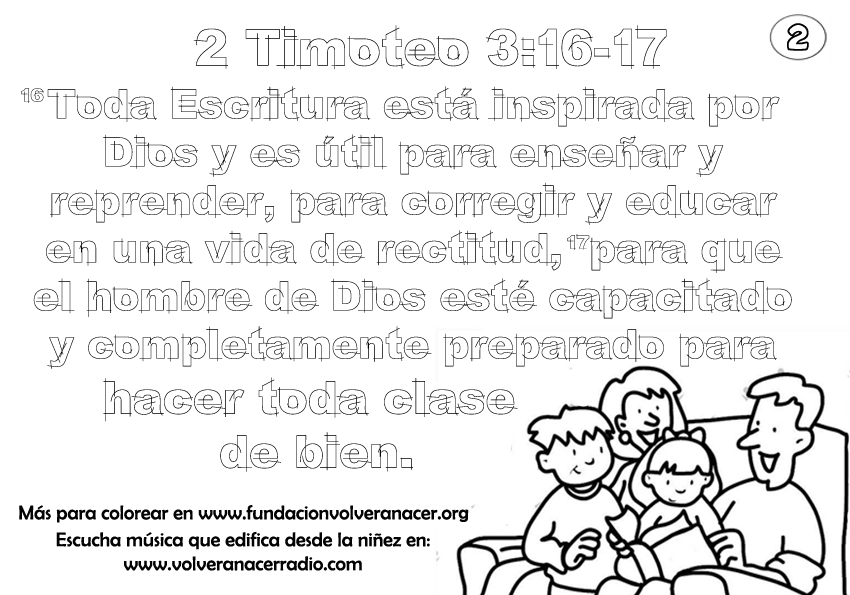 2 Timoteo 3:16-17
2
16 Toda Escritura está inspirada por
Dios y es útil para enseñar y
reprender, para corregir y educar
en una vida de rectitud, 17 para que
el hombre de Dios esté capacitado
y completamente preparado para
hacer toda clase
de bien.
Más para colorear en www.fundacionvolveranacer.org
Escucha música que edifica desde la niñez en:
www.volveranacerradio.com